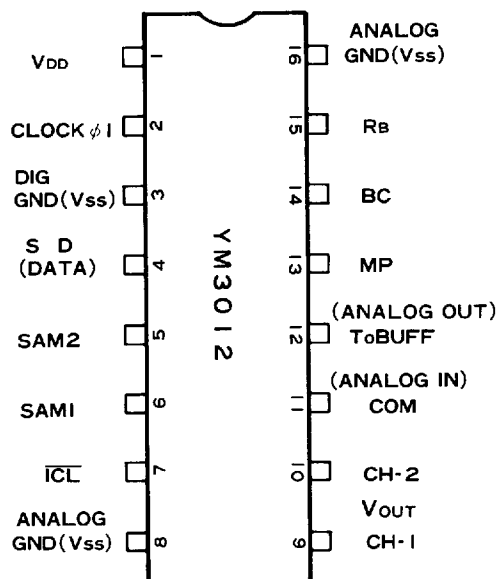 VDD
CLOCK φ1
DIG
GND(Vss)
S D
(DATA)
SAM2
SAM1
ICL
ANALOG
GND(Vss)
1
2
3
4
5
6
7
8
YM3012
16
15
14
13
12
11
10
9
ANALOG
GND(Vss)
RB
BC
MP
(ANALOG OUT)
ToBUFF
(ANALOG IN)
COM
CH-2
VOUT
CH-1